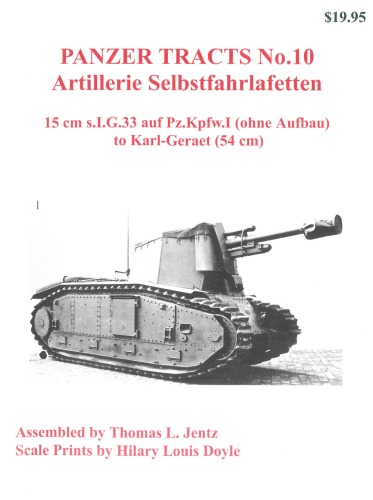 $19.95
PANZER TRACTS No.10
Artillerie Selbstfahrlafetten
15 cm s.I.G.33 auf Pz.Kpfw.I (ohne Aufbau)
to Karl-Geraet (54 cm)
Assembled by Thomas L. Jentz
Scale Prints by Hilary Louis Doyle